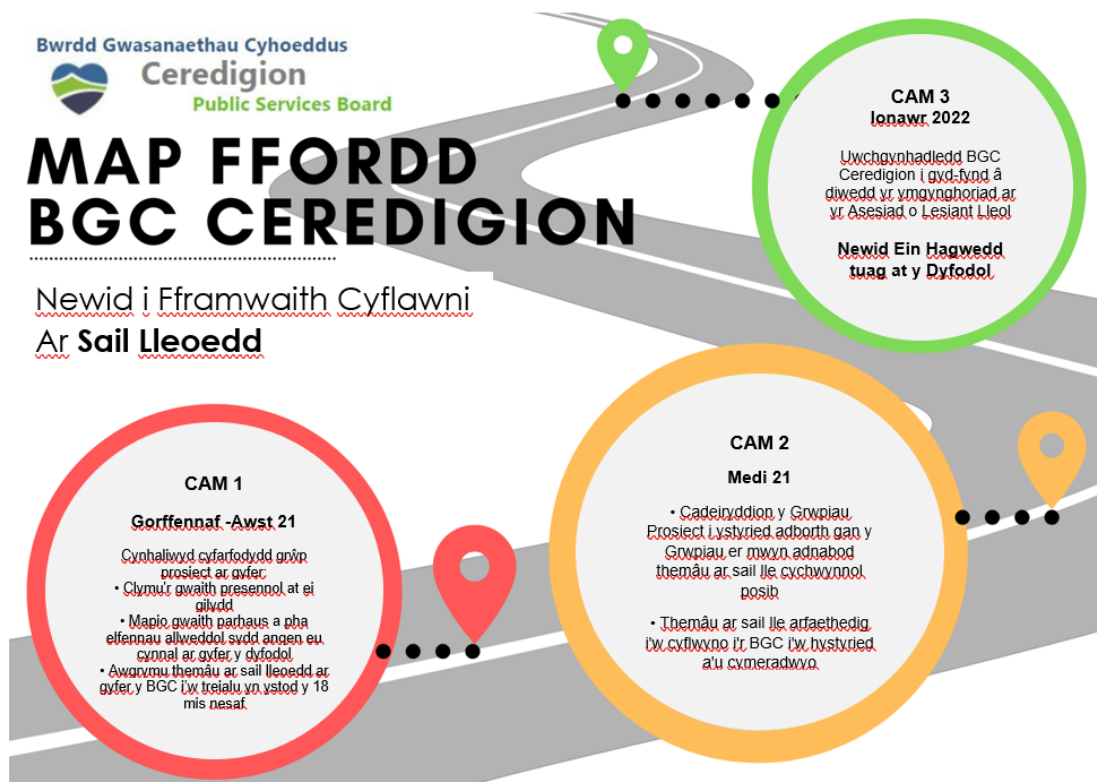 Bwrdd Gwasanaethau Cyhoeddus
Ceredigion
Public Services Board
MAP FFORDD
BGC CEREDIGION
Newid i Fframwaith Cyflawni
Ar Sail Lleoedd
CAM 1
Gorffennaf -Awst 21
Cynhaliwyd cyfarfodydd grŵp
prosiect ar gyfer:
• Clymu'r gwaith presennol at ei
gilydd
• Mapio gwaith parhaus a pha
elfennau allweddol sydd angen eu
cynnal ar gyfer y dyfodol
• Awgrymu themâu ar sail lleoedd ar
gyfer y BGC i'w treialu yn ystod y 18
mis nesaf
CAM 2
Medi 21
• Cadeiryddion y Grwpiau
Prosiect i ystyried adborth gan y
Grwpiau er mwyn adnabod
themâu ar sail lle cychwynnol
posib
• Themâu ar sail lle arfaethedig
i'w cyflwyno i'r BGC i'w hystyried
a'u cymeradwyo
CAM 3
Ionawr 2022
Uwchgynhadledd BGC
Ceredigion i gyd-fynd â
diwedd yr ymgynghoriad ar
yr Asesiad o Lesiant Lleol
Newid Ein Hagwedd
tuag at y Dyfodol